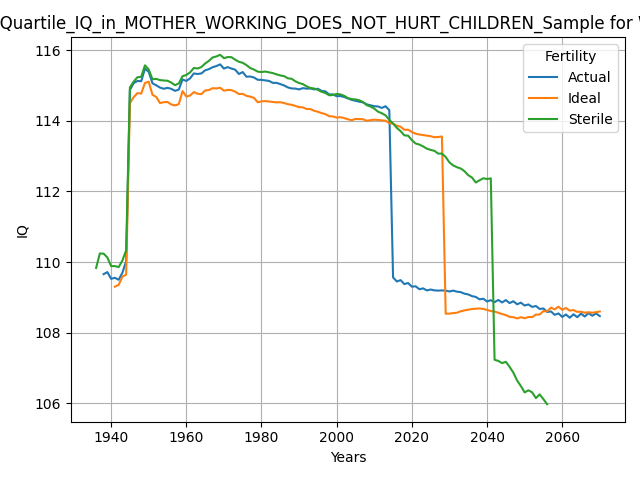 Quartile_IQ_in_MOTHER_WORKING_DOES_NOT_HURT_CHILDREN_Sample for
Fertility
Actual
Ideal
Sterile
116
114
112
110
108
106
IQ
1940
1960
1980
2000
2020
2040
2060
Years